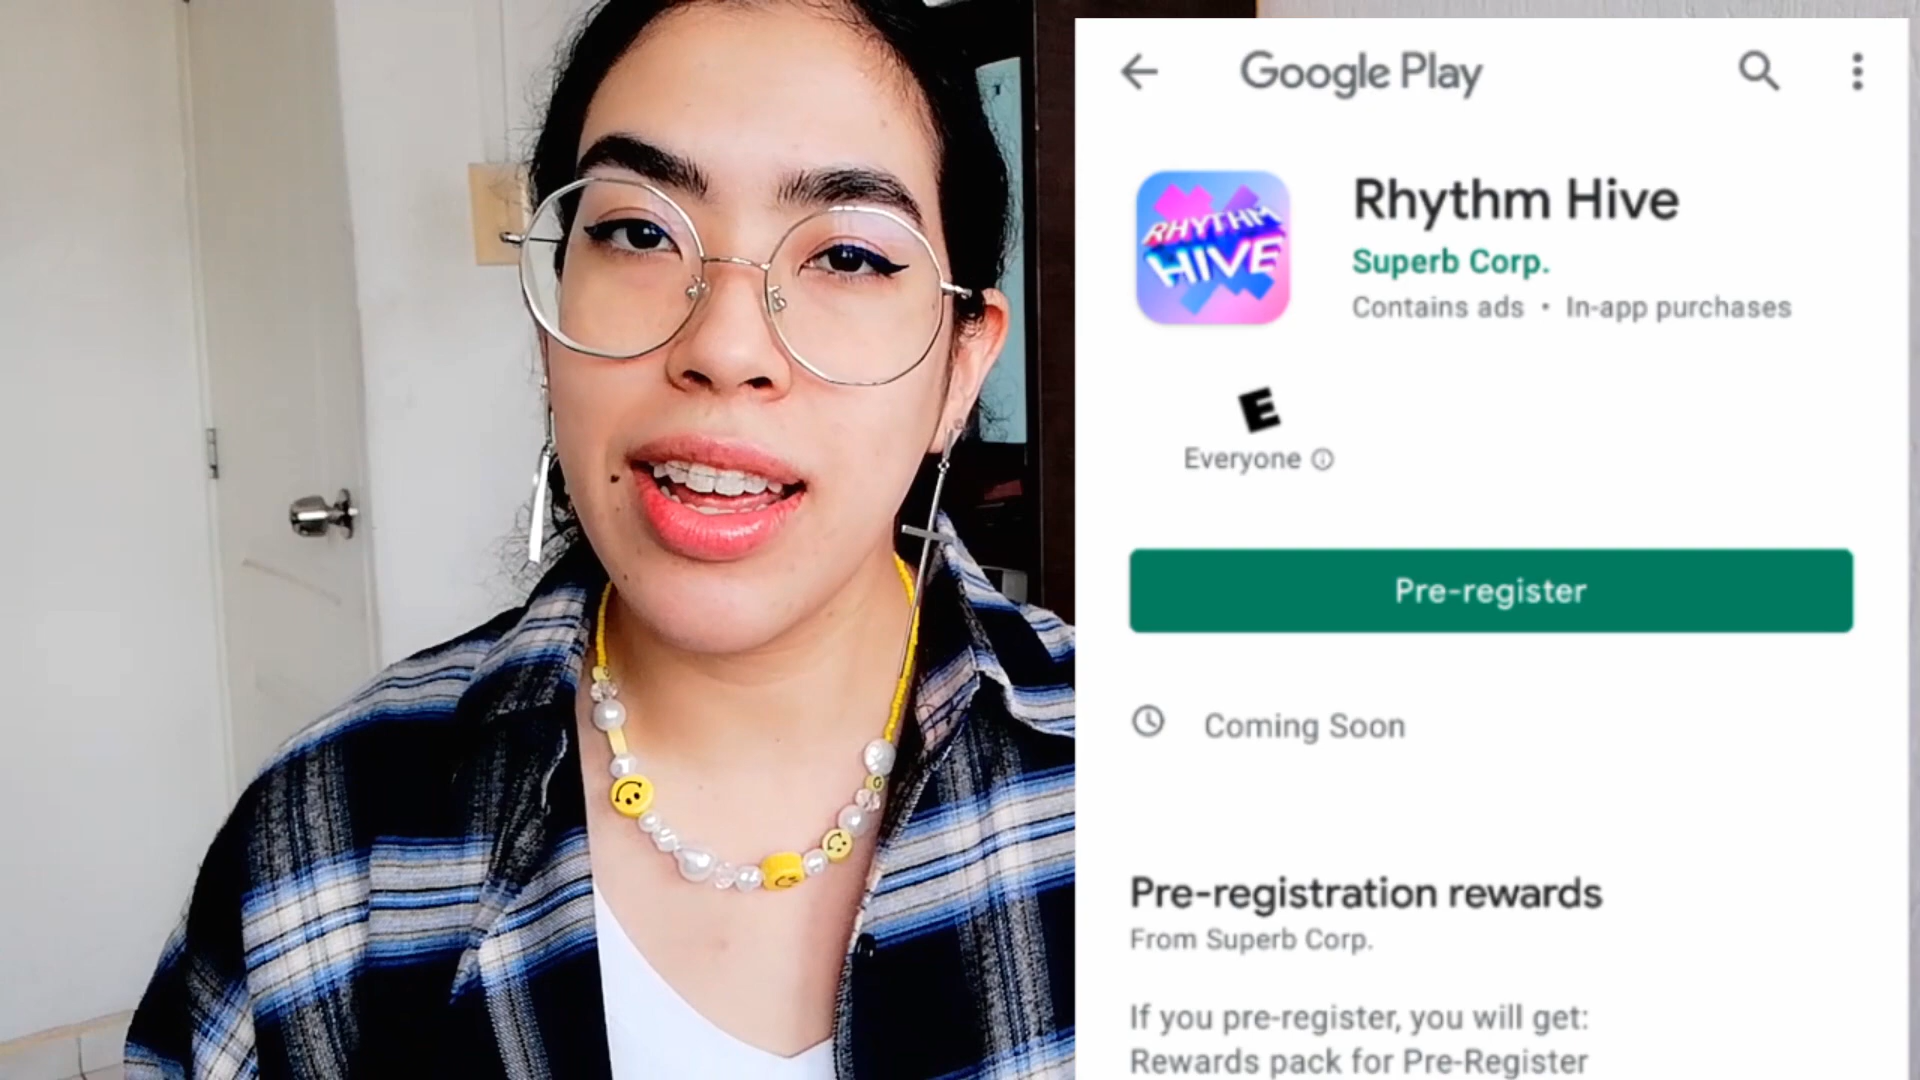 Google Play
RHYTHM
HIVE
Rhythm Hive
Superb Corp.
Contains ads • In-app purchases
E
Everyone
Pre-register
Coming Soon
Pre-registration rewards
From Superb Corp.
If you pre-register, you will get:
Rewards pack for Pre-Register